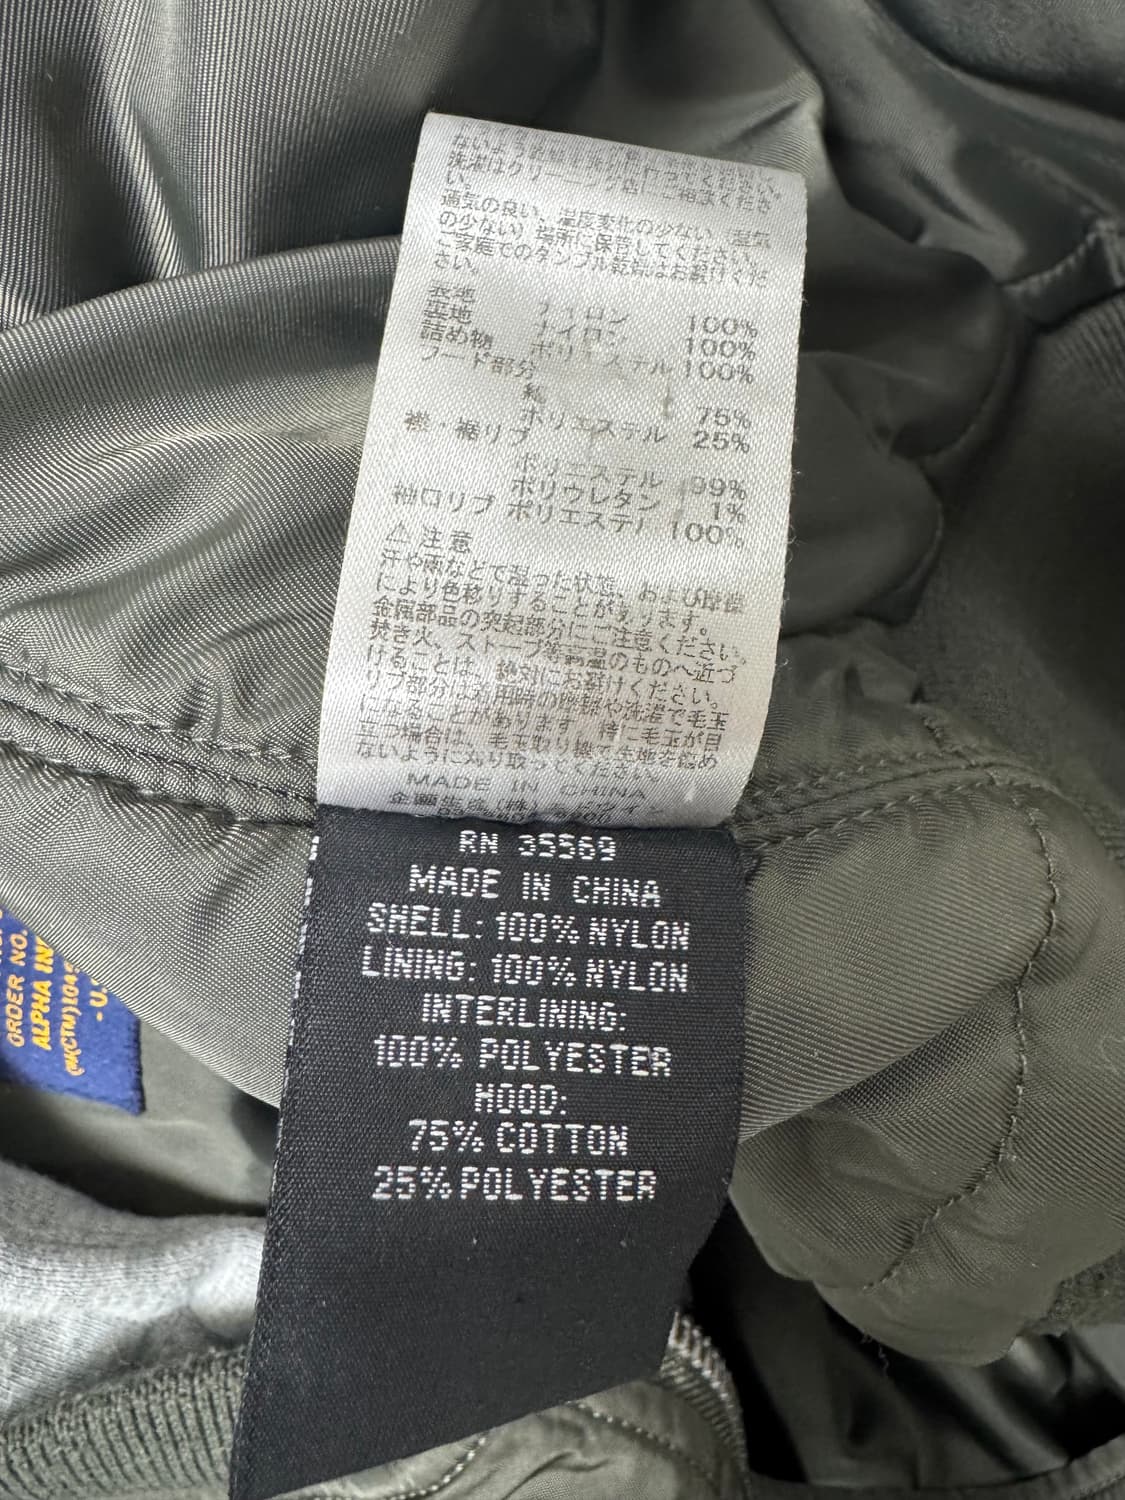 洗濯はクリーニング店にご相談くださ
い。
通気の良い、温度変化の少ない、湿気
の少ない場所に保管してください。
ご家庭でのタンブル乾燥はお避けくだ
さい。
表地 ナイロン 100%
裏地 ナイロン 100%
詰め物 ポリエステル 100%
フード部分
綿 75%
ポリエステル 25%
衿・裾リブ
ポリエステル 99%
ポリウレタン 1%
袖口リブ ポリエステル 100%
⚠ 注意
汗や雨などで湿った状態、および摩擦
により色移りすることがあります。
金属部品の突起部分にご注意ください。
焚き火、ストーブ等高温のものへ近づ
けることは、絶対にお避けください。
リブ部分は着用時の摩擦や洗濯で毛玉
になることがあります。特に毛玉が目
立つ場合は、毛玉取り機で生地を傷め
ないように刈り取ってください。
MADE IN CHINA
企画生産(株)エドウイン
RN 35569
MADE IN CHINA
SHELL: 100% NYLON
LINING: 100% NYLON
INTERLINING:
100% POLYESTER
HOOD:
75% COTTON
25% POLYESTER
ORDER NO.
ALPHA IN